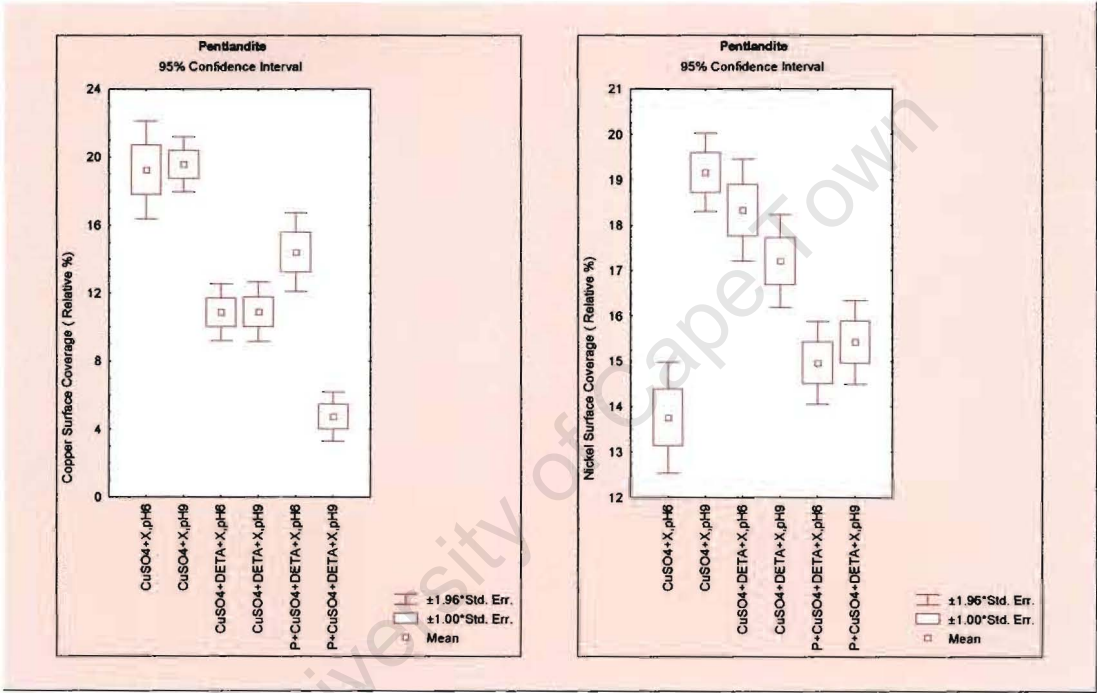 Pentlandite
95% Confidence Interval
24
20
16
12
8
4
0
Copper Surface Coverage ( Relative %)
CuSO4+X,pH6
CuSO4+X,pH9
CuSO4+DETA+X,pH6
CuSO4+DETA+X,pH9
P+CuSO4+DETA+X,pH6
P+CuSO4+DETA+X,pH9
±1.96*Std. Err.
±1.00*Std. Err.
Mean
Pentlandite
95% Confidence Interval
21
20
19
18
17
16
15
14
13
12
Nickel Surface Coverage ( Relative %)
CuSO4+X,pH6
CuSO4+X,pH9
CuSO4+DETA+X,pH6
CuSO4+DETA+X,pH9
P+CuSO4+DETA+X,pH6
P+CuSO4+DETA+X,pH9
±1.96*Std. Err.
±1.00*Std. Err.
Mean
versity of Cape Town